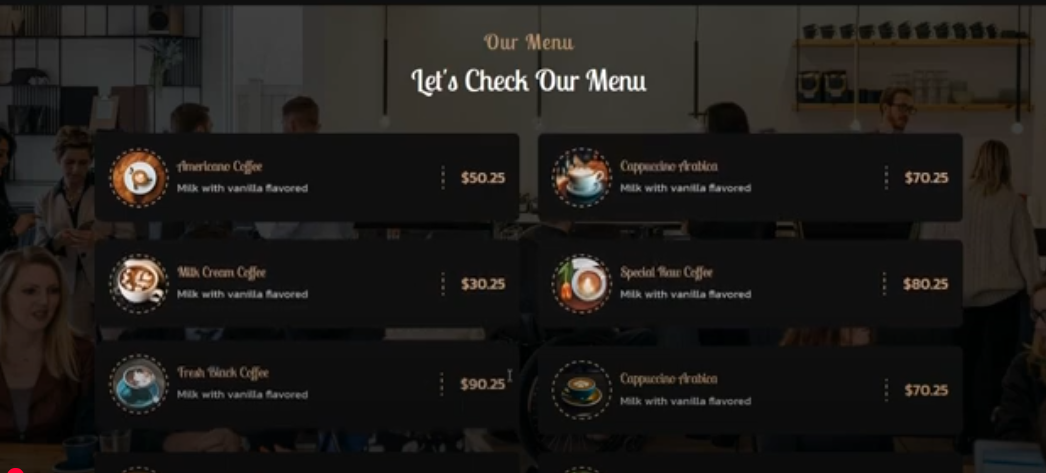 Our Menu
Let's Check Our Menu
Americano Coffee
Milk with vanilla flavored
$50.25
Cappuccino Arabica
Milk with vanilla flavored
$70.25
Milk Cream Coffee
Milk with vanilla flavored
$30.25
Special Raw Coffee
Milk with vanilla flavored
$80.25
Fresh Black Coffee
Milk with vanilla flavored
$90.25
Cappuccino Arabica
Milk with vanilla flavored
$70.25